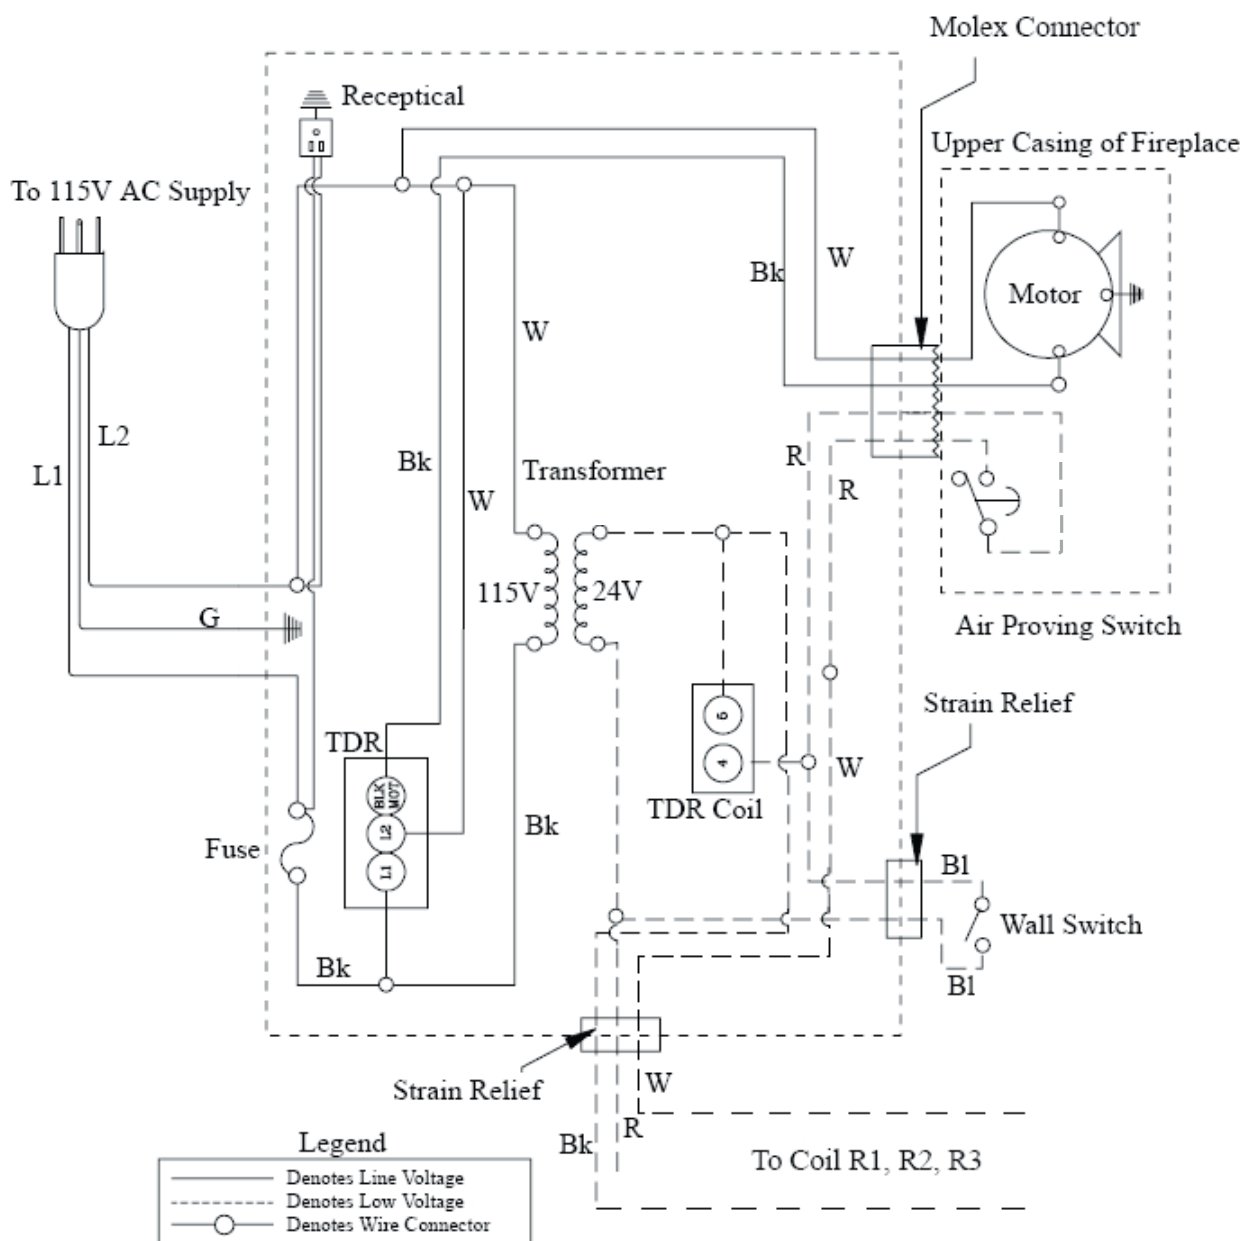 Molex Connector
Receptical
Upper Casing of Fireplace
To 115V AC Supply
W
Bk
Motor
W
L2
L1
Bk
Transformer
R
W
R
115V
24V
G
Air Proving Switch
Strain Relief
5
TDR
4
W
TDR Coil
BLK
MOT
L2
L1
Bk
Fuse
Bl
Wall Switch
Bk
Bl
Strain Relief
W
R
Bk
To Coil R1, R2, R3
Legend
Denotes Line Voltage
Denotes Low Voltage
Denotes Wire Connector